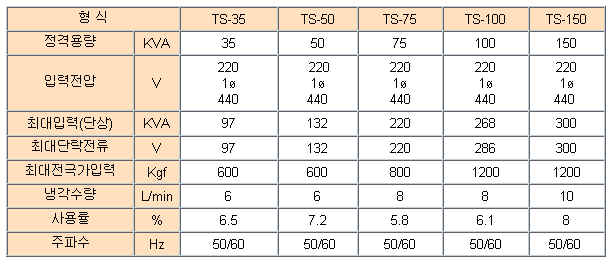 형 식 TS-35 TS-50 TS-75 TS-100 TS-150
정격용량 KVA 35 50 75 100 150
입력전압 V 220 1ø 440 220 1ø 440 220 1ø 440 220 1ø 440 220 1ø 440
최대입력(단상) KVA 97 132 220 268 300
최대단락전류 V 97 132 220 286 300
최대전극가입력 Kgf 600 600 800 1200 1200
냉각수량 L/min 6 6 8 8 10
사용률 % 6.5 7.2 5.8 6.1 8
주파수 Hz 50/60 50/60 50/60 50/60 50/60